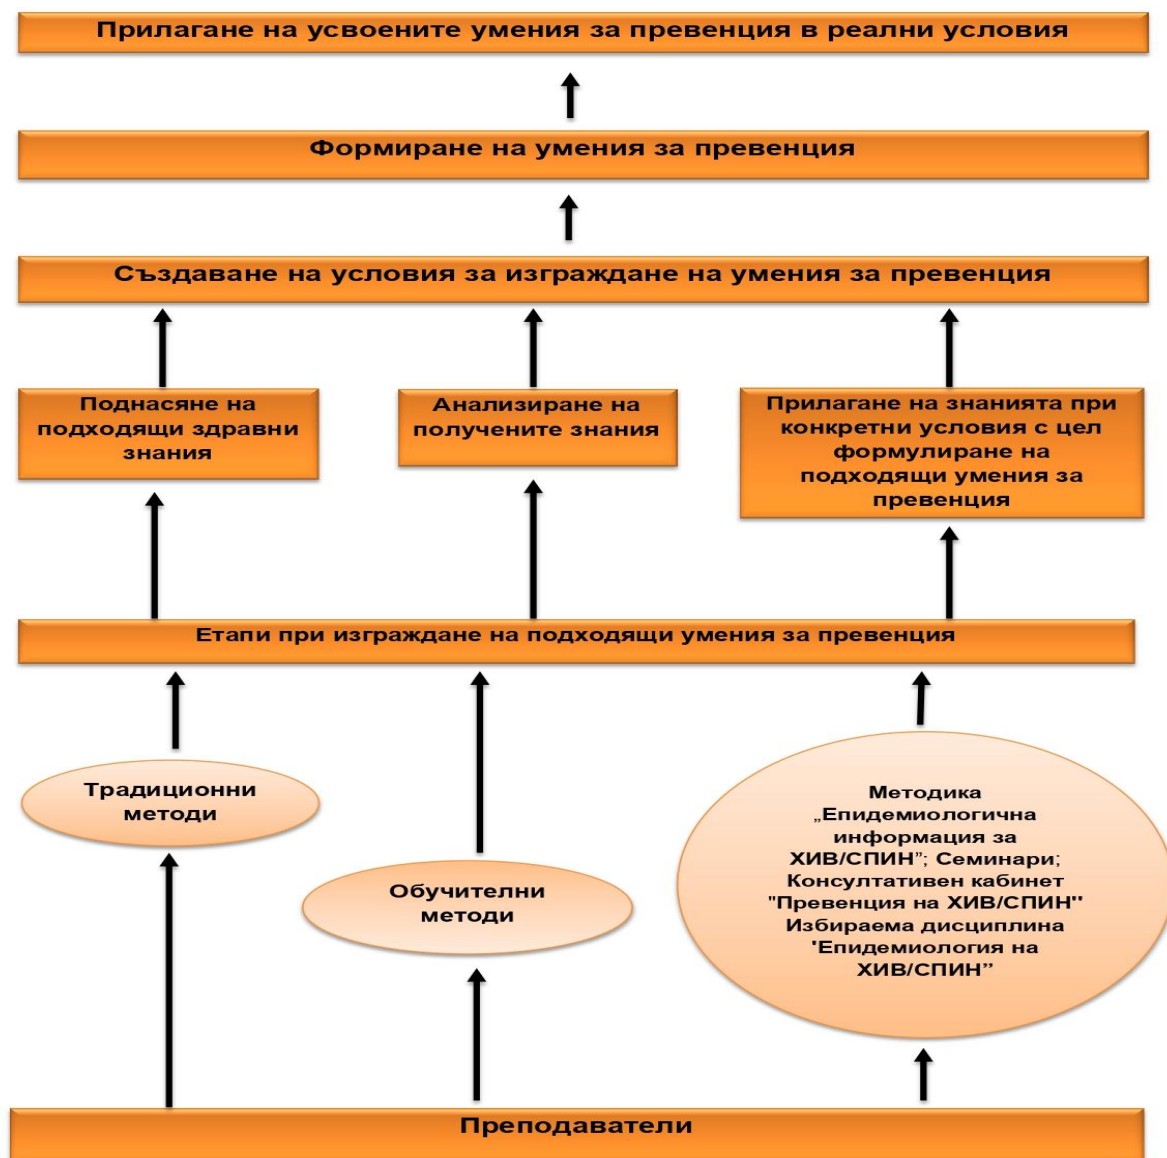 Прилагане на усвоените умения за превенция в реални условия
Формиране на умения за превенция
Създаване на условия за изграждане на умения за превенция
Поднасяне на
подходящи здравни
знания
Анализиране на
получените знания
Прилагане на знанията при
конкретни условия с цел
формулиране на
подходящи умения за
превенция
Етапи при изграждане на подходящи умения за превенция
Традиционни
методи
Обучителни
методи
Методика
„Епидемиологична
информация за
ХИВ/СПИН”; Семинари;
Консултативен кабинет
"Превенция на ХИВ/СПИН"
Избираема дисциплина
'Епидемиология на
ХИВ/СПИН”
Преподаватели